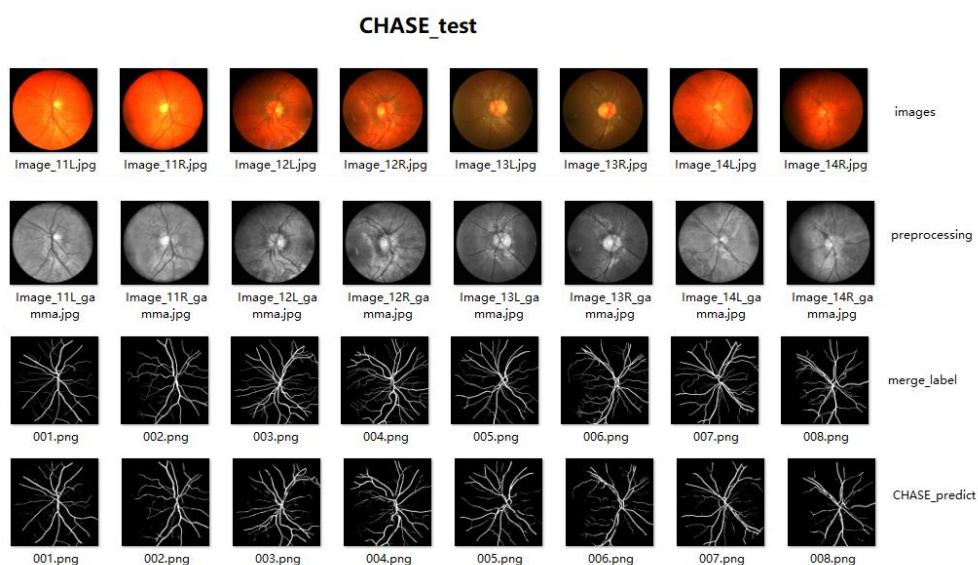 CHASE_test
Image_11L.jpg Image_11R.jpg Image_12L.jpg Image_12R.jpg Image_13L.jpg Image_13R.jpg Image_14L.jpg Image_14R.jpg
images
Image_11L_ga Image_11R_ga Image_12L_ga Image_12R_ga Image_13L_ga Image_13R_ga Image_14L_ga Image_14R_ga
mma.jpg mma.jpg mma.jpg mma.jpg mma.jpg mma.jpg mma.jpg mma.jpg
preprocessing
001.png 002.png 003.png 004.png 005.png 006.png 007.png 008.png
merge_label
001.png 002.png 003.png 004.png 005.png 006.png 007.png 008.png
CHASE_predict